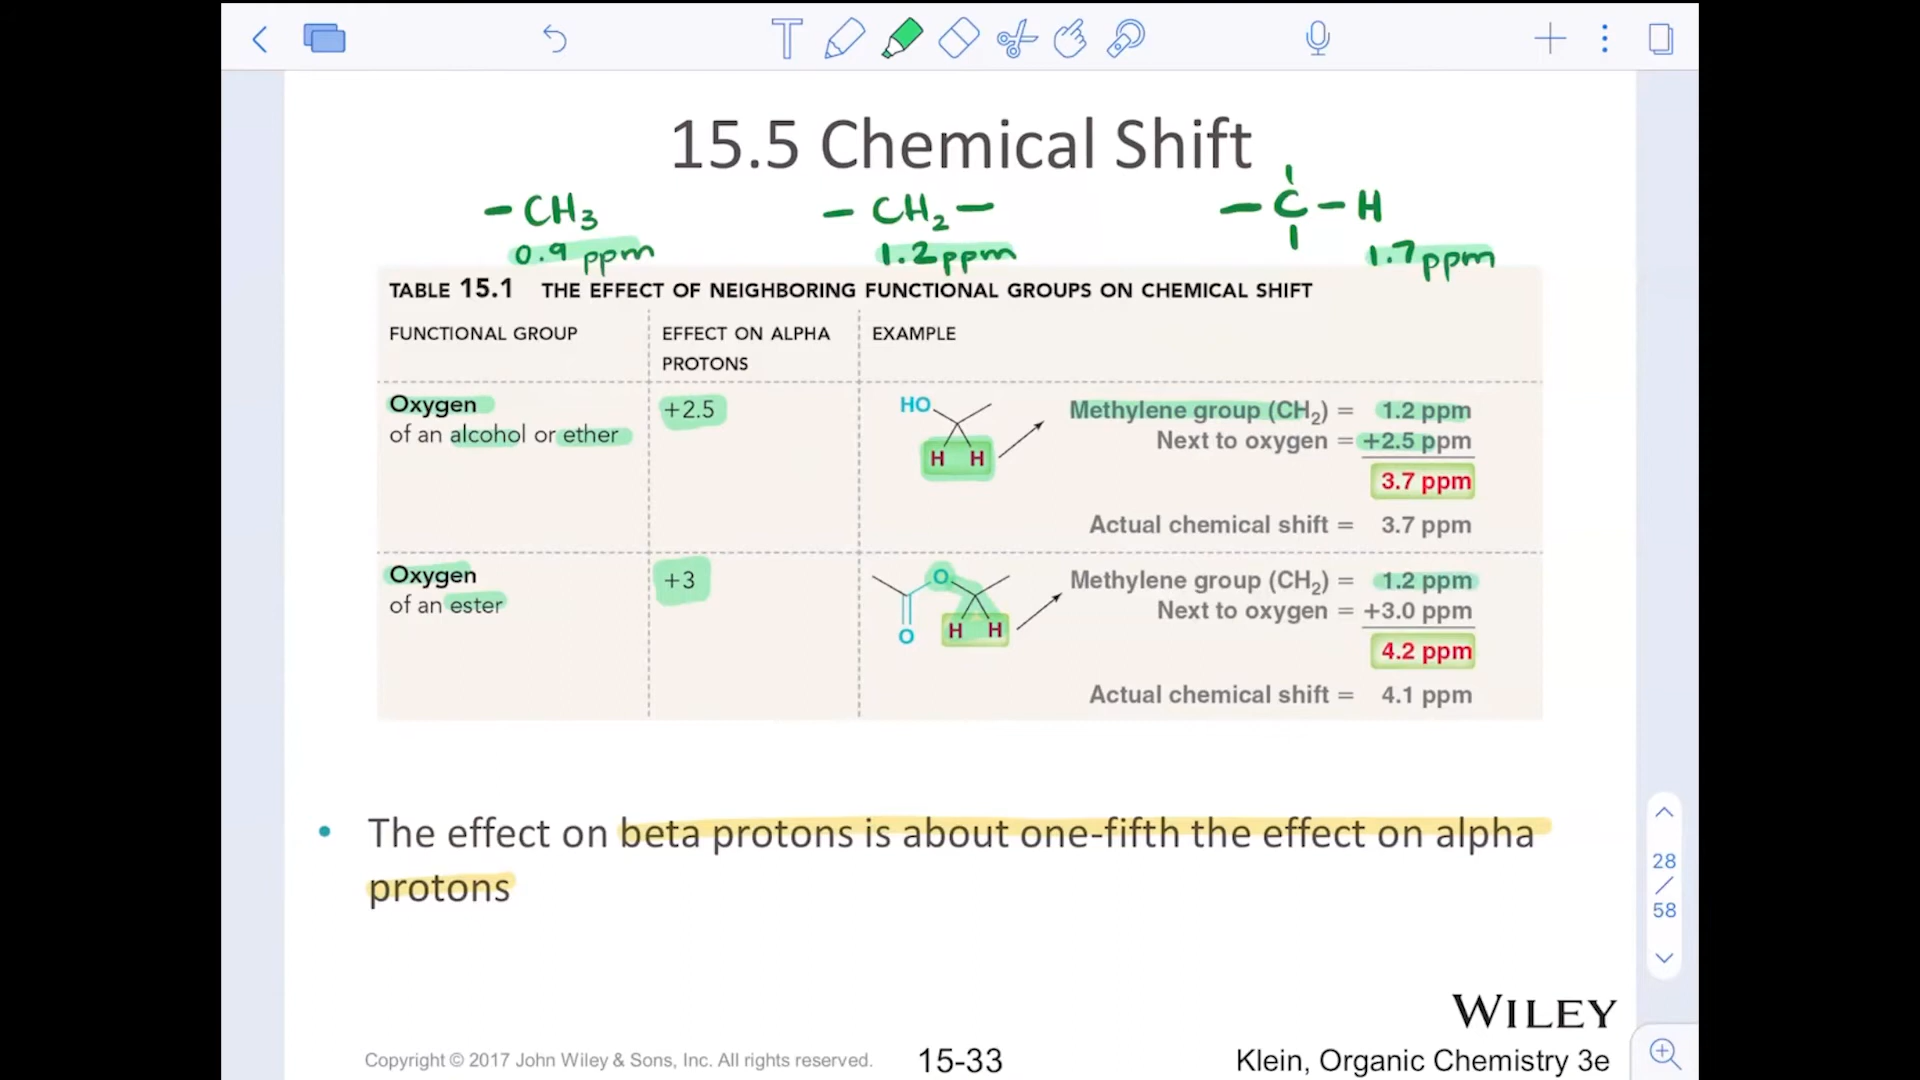 15.5 Chemical Shift
- CH3
- CH2 -
- C - H
0.9 ppm
1.2 ppm
1.7 ppm
TABLE 15.1 THE EFFECT OF NEIGHBORING FUNCTIONAL GROUPS ON CHEMICAL SHIFT
FUNCTIONAL GROUP
EFFECT ON ALPHA
PROTONS
EXAMPLE
Oxygen
of an alcohol or ether
+2.5
HO
H H
Methylene group (CH2) = 1.2 ppm
Next to oxygen = +2.5 ppm
3.7 ppm
Actual chemical shift = 3.7 ppm
Oxygen
of an ester
+3
O
O
H H
Methylene group (CH2) = 1.2 ppm
Next to oxygen = +3.0 ppm
4.2 ppm
Actual chemical shift = 4.1 ppm
• The effect on beta protons is about one-fifth the effect on alpha
protons
28
/
58
WILEY
Copyright © 2017 John Wiley & Sons, Inc. All rights reserved.
15-33
Klein, Organic Chemistry 3e